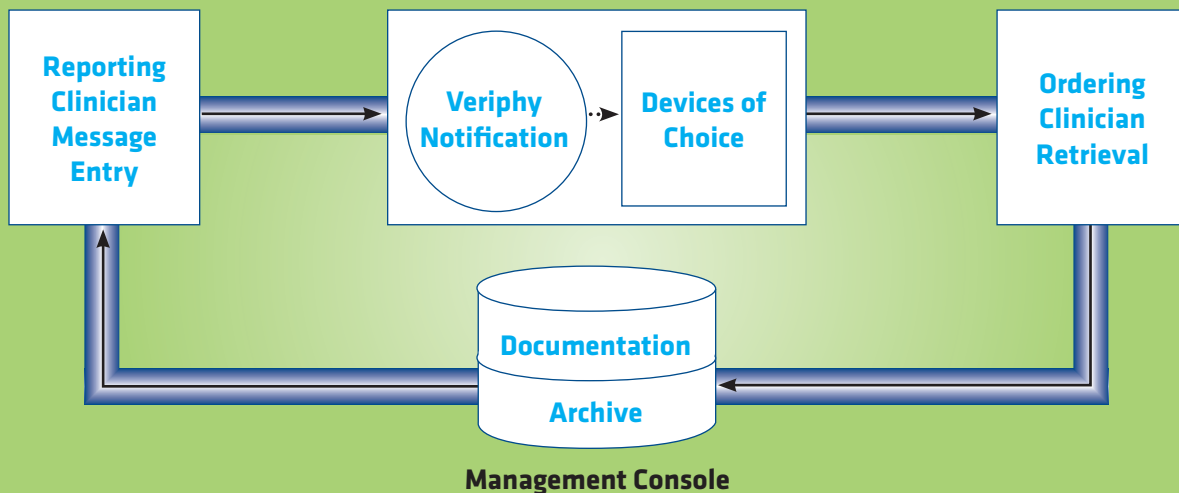 Reporting
Clinician
Message
Entry
Veriphy
Notification
Devices of
Choice
Ordering
Clinician
Retrieval
Documentation
Archive
Management Console